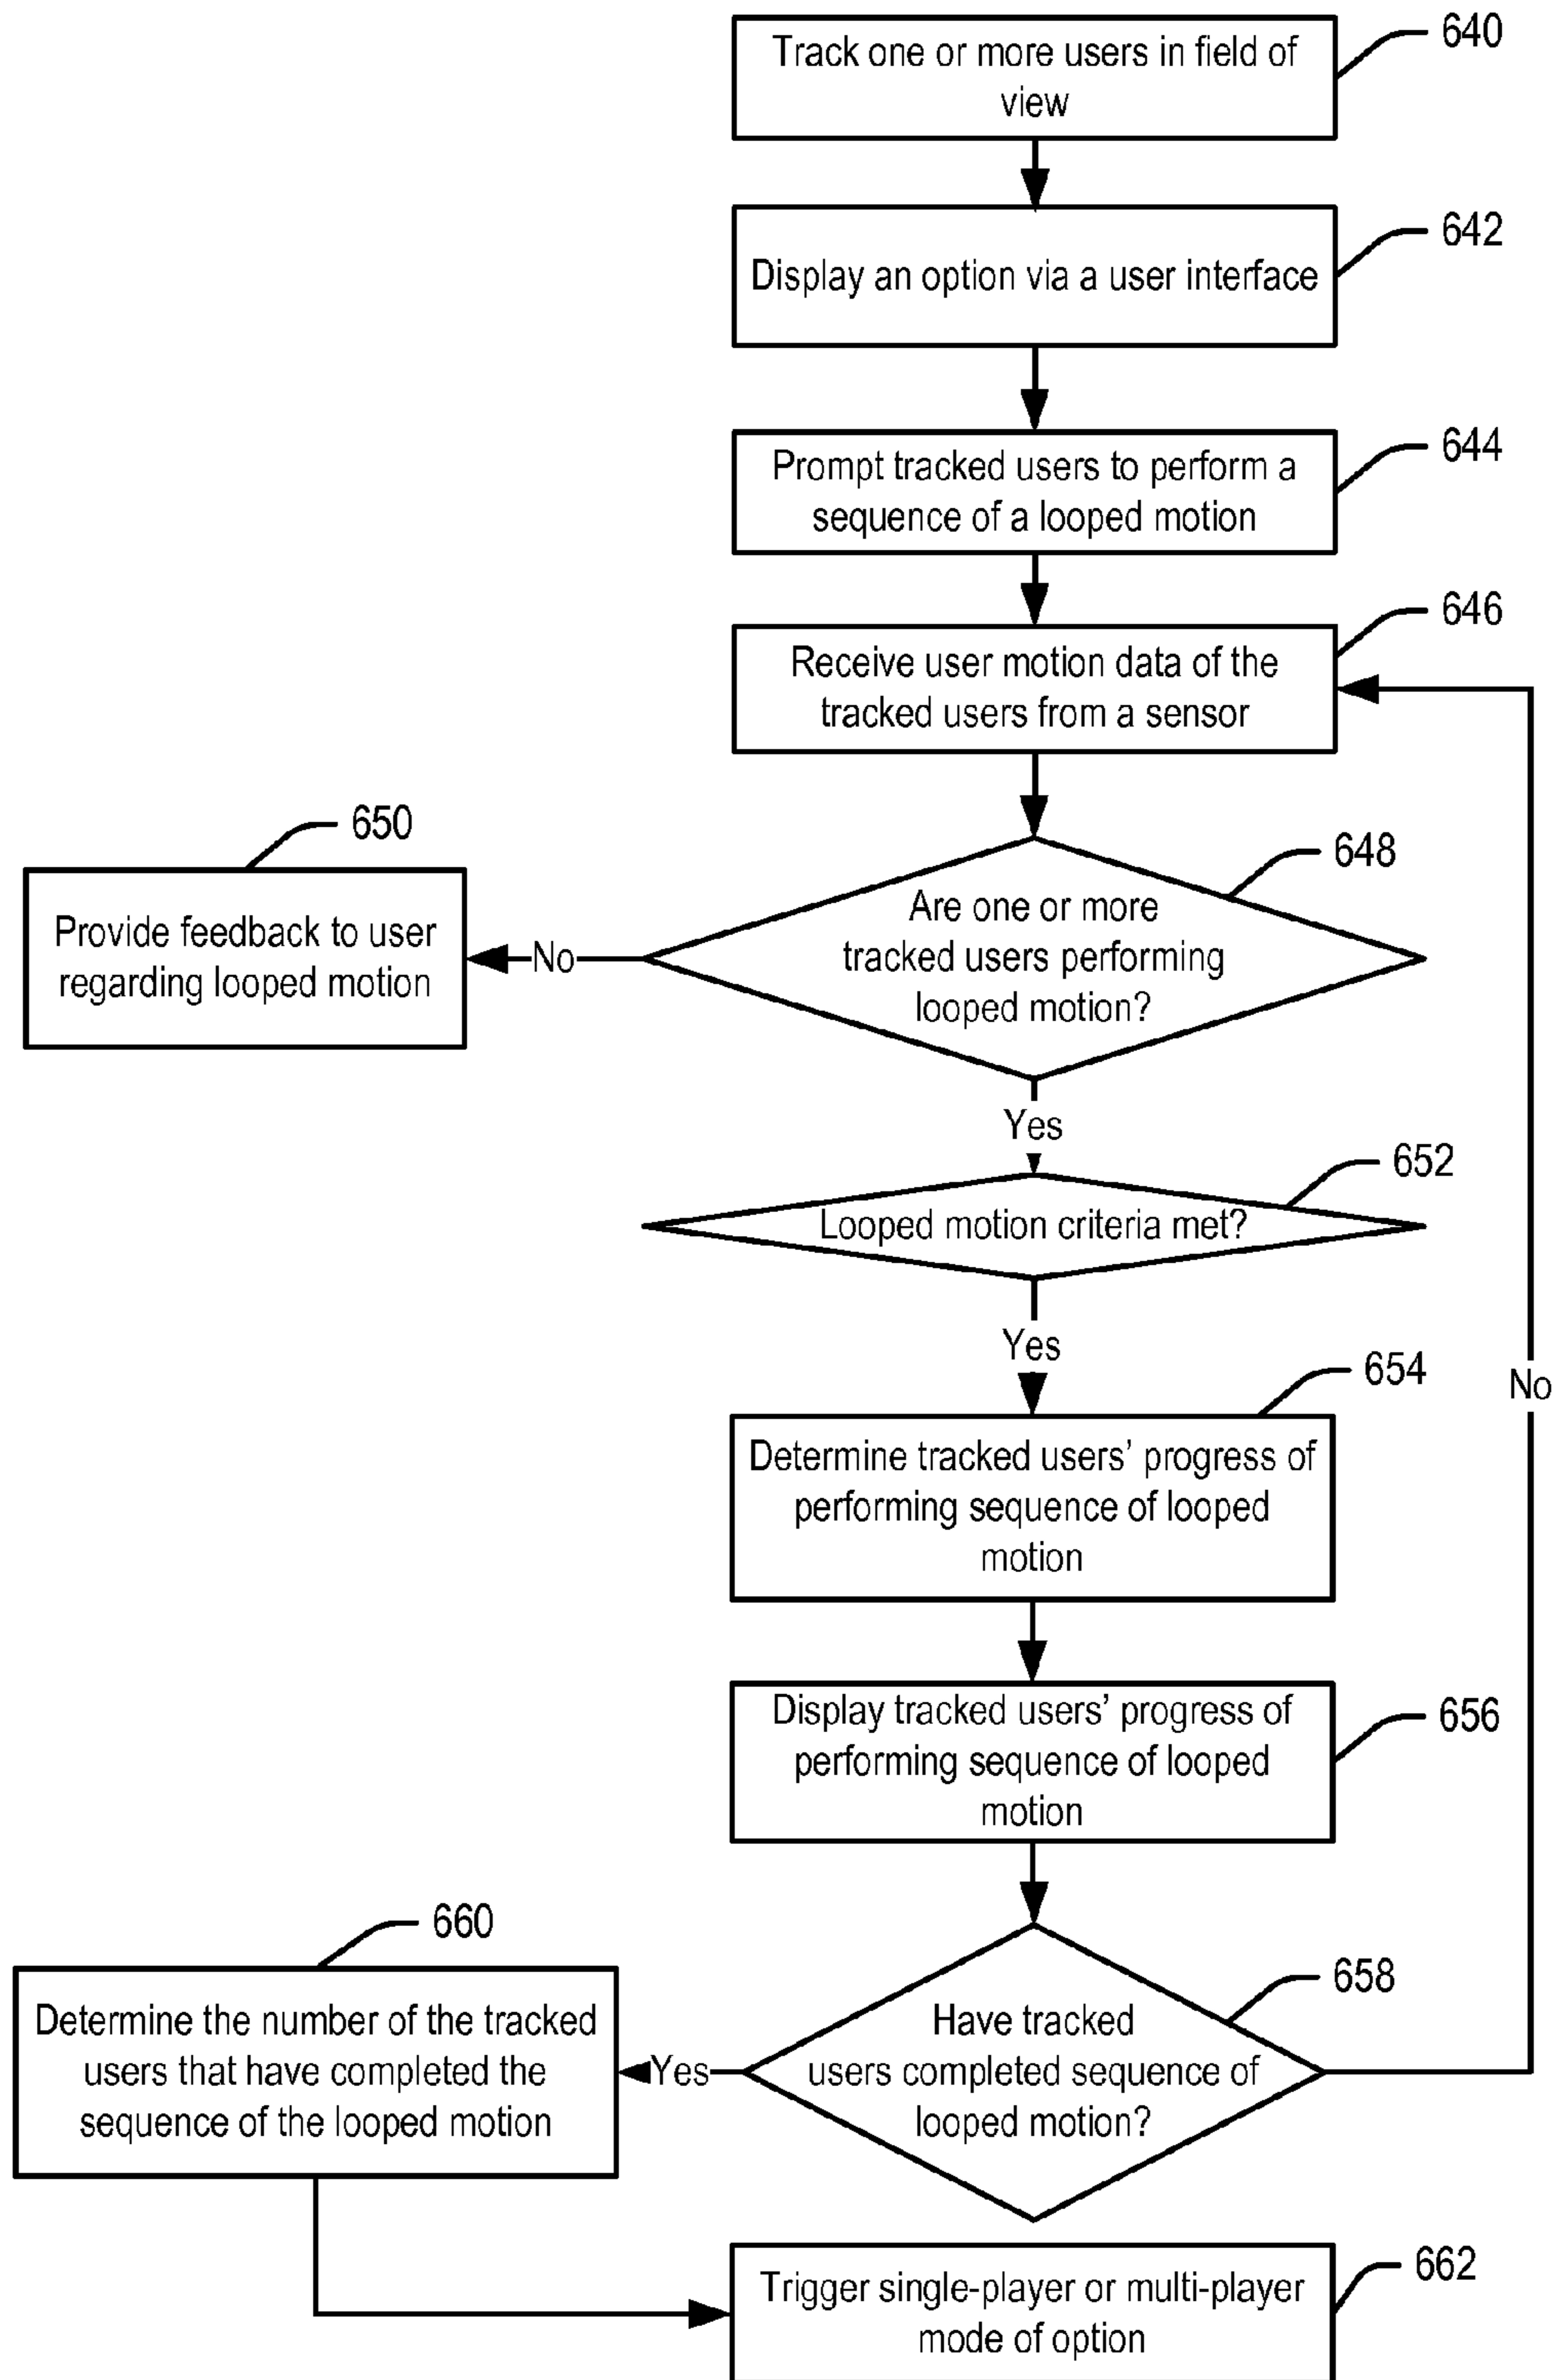 640
Track one or more users in field of
view
642
Display an option via a user interface
644
Prompt tracked users to perform a
sequence of a looped motion
646
Receive user motion data of the
tracked users from a sensor
650
648
Provide feedback to user
regarding looped motion
No
Are one or more
tracked users performing
looped motion?
Yes
652
Looped motion criteria met?
Yes
654
No
Determine tracked users’ progress of
performing sequence of looped
motion
656
Display tracked users’ progress of
performing sequence of looped
motion
660
658
Determine the number of the tracked
users that have completed the
sequence of the looped motion
Yes
Have tracked
users completed sequence of
looped motion?
662
Trigger single-player or multi-player
mode of option